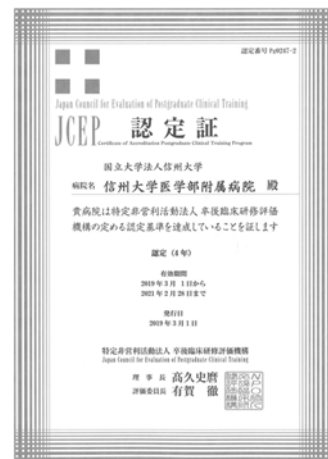 認定番号 Pg0247-2
Japan Council for Evaluation of Postgraduate Clinical Training
JCEP 認定証
Certificate of Accreditation Postgraduate Clinical Training Program
国立大学法人信州大学
病院名 信州大学医学部附属病院 殿
貴病院は特定非営利活動法人 卒後臨床研修評価
機構の定める認定基準を達成していることを証します
認定（4年）
有効期間
2019年3月 1日から
2021年2月28日まで
発行日
2019年3月1日
特定非営利活動法人 卒後臨床研修評価機構
Japan Council for Evaluation of Postgraduate Clinical Training
理 事 長 髙久史麿
評価委員長 有賀 徹